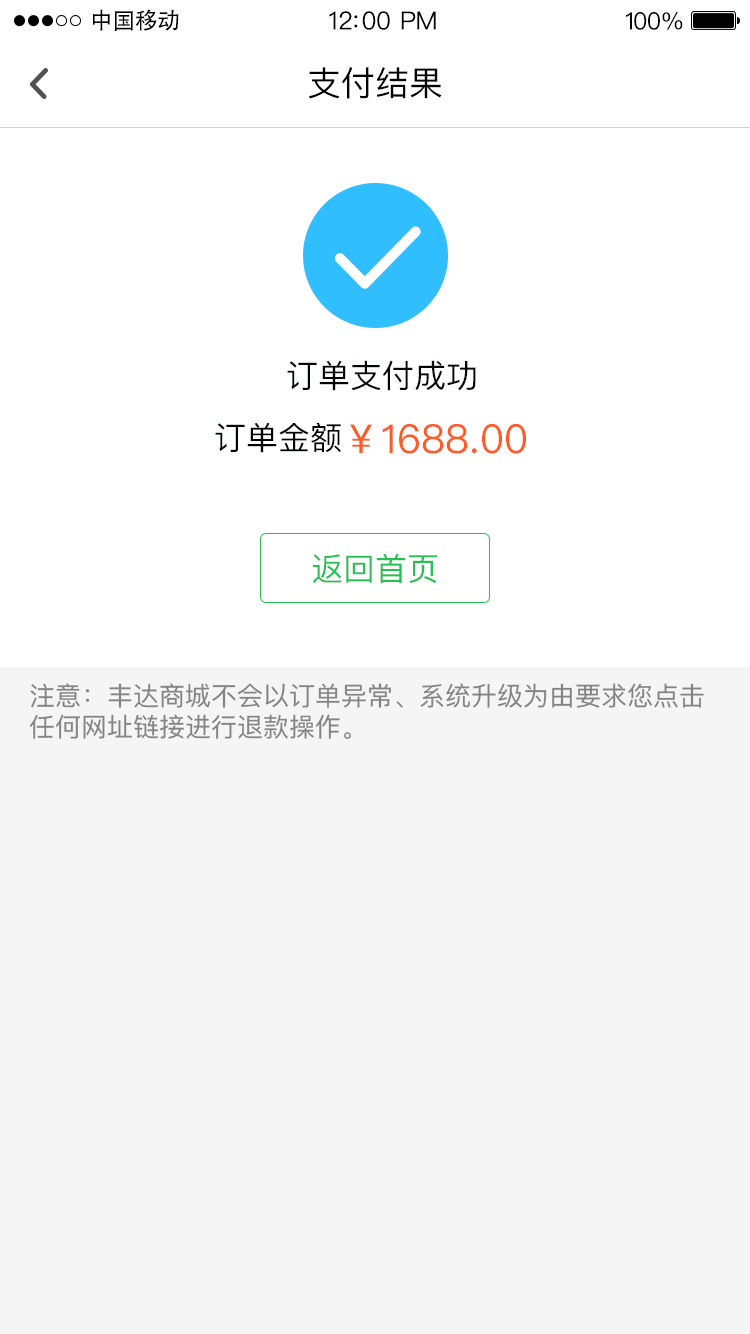 中国移动 12:00 PM 100%
支付结果
订单支付成功
订单金额￥1688.00
返回首页
注意：丰达商城不会以订单异常、系统升级为由要求您点击
任何网址链接进行退款操作。